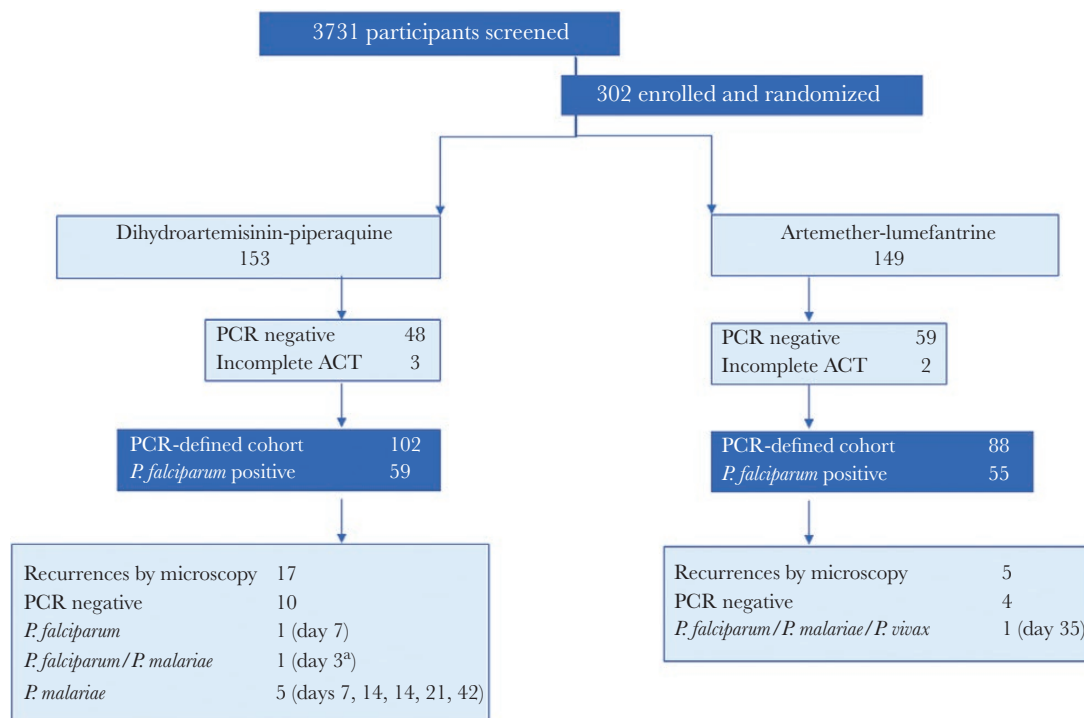 3731 participants screened
302 enrolled and randomized
Dihydroartemisinin-piperaquine
153
PCR negative 48
Incomplete ACT 3
PCR-defined cohort 102
P. falciparum positive 59
Recurrences by microscopy 17
PCR negative 10
P. falciparum 1 (day 7)
P. falciparum/P. malariae 1 (day 3ᵃ)
P. malariae 5 (days 7, 14, 14, 21, 42)
Artemether-lumefantrine
149
PCR negative 59
Incomplete ACT 2
PCR-defined cohort 88
P. falciparum positive 55
Recurrences by microscopy 5
PCR negative 4
P. falciparum/P. malariae/P. vivax 1 (day 35)